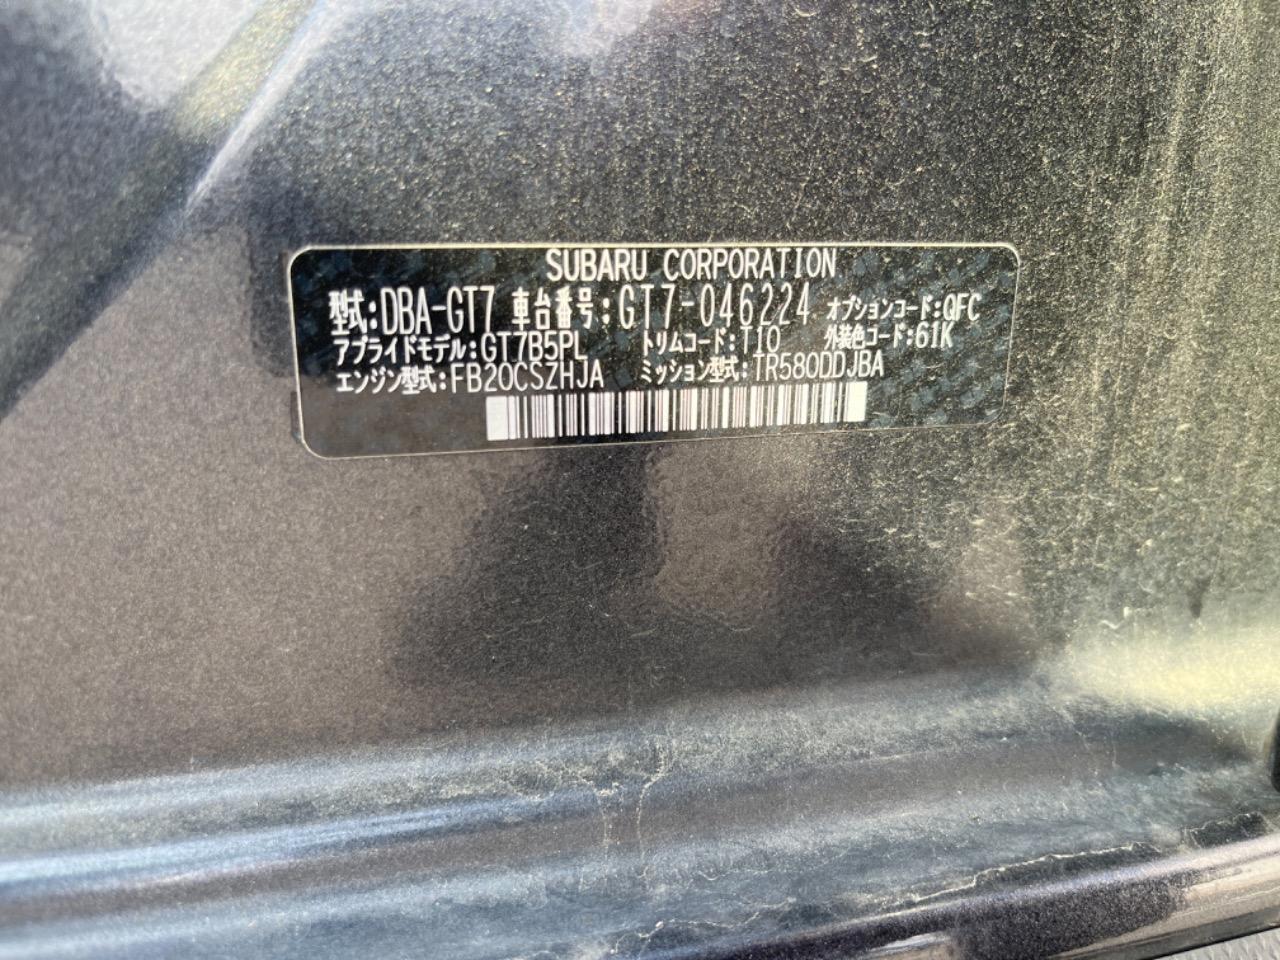 SUBARU CORPORATION
型式:DBA-GT7 車台番号:GT7-046224 オプションコード:QFC
アプライドモデル:GT7B5PL トリムコード:T10 外装色コード:61K
エンジン型式:FB20CSZHJA ミッション型式:TR580DDJBA